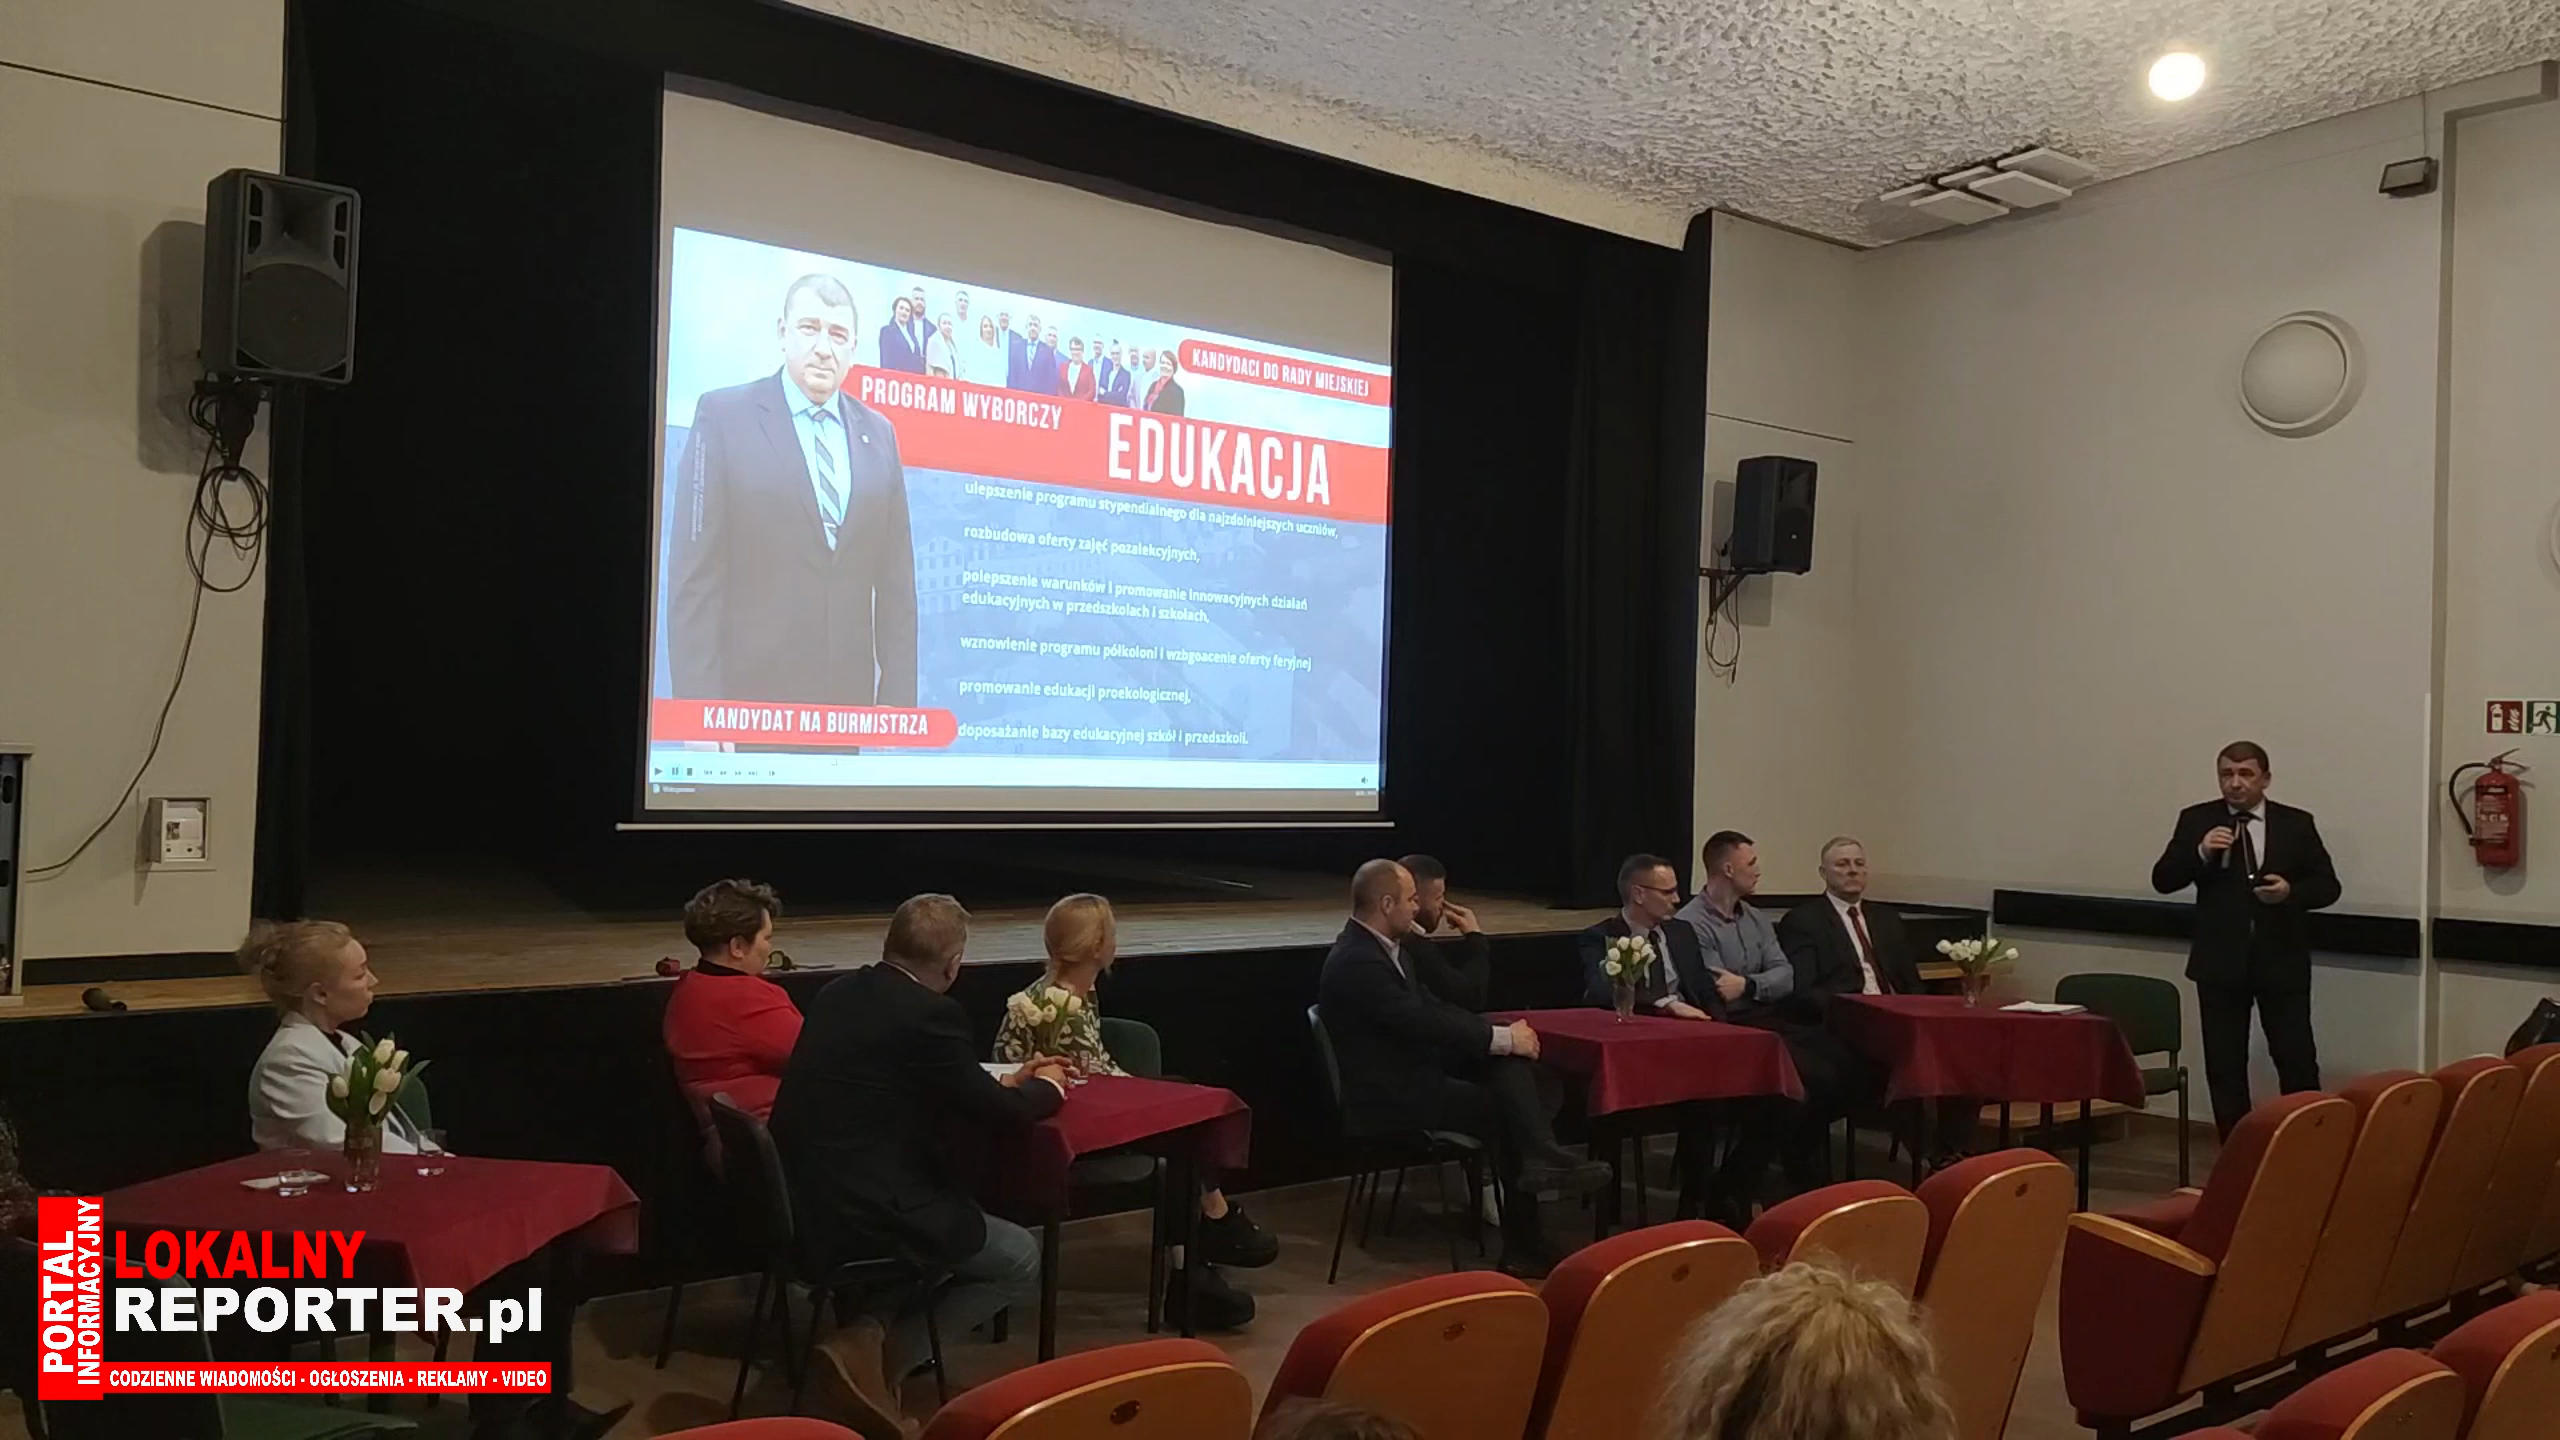 KANDYDACI DO RADY MIEJSKIEJ
PROGRAM WYBORCZY
EDUKACJA
ulepszenie programu stypendialnego dla najzdolniejszych uczniów,
rozbudowa oferty zajęć pozalekcyjnych,
polepszenie warunków i promowanie innowacyjnych działań
edukacyjnych w przedszkolach i szkołach,
wznowienie programu półkoloni i wzbgoacenie oferty feryjnej
promowanie edukacji proekologicznej,
doposażanie bazy edukacyjnej szkół i przedszkoli.
KANDYDAT NA BURMISTRZA
PORTAL
INFORMACYJNY
LOKALNY
REPORTER.pl
CODZIENNE WIADOMOŚCI - OGŁOSZENIA - REKLAMY - VIDEO